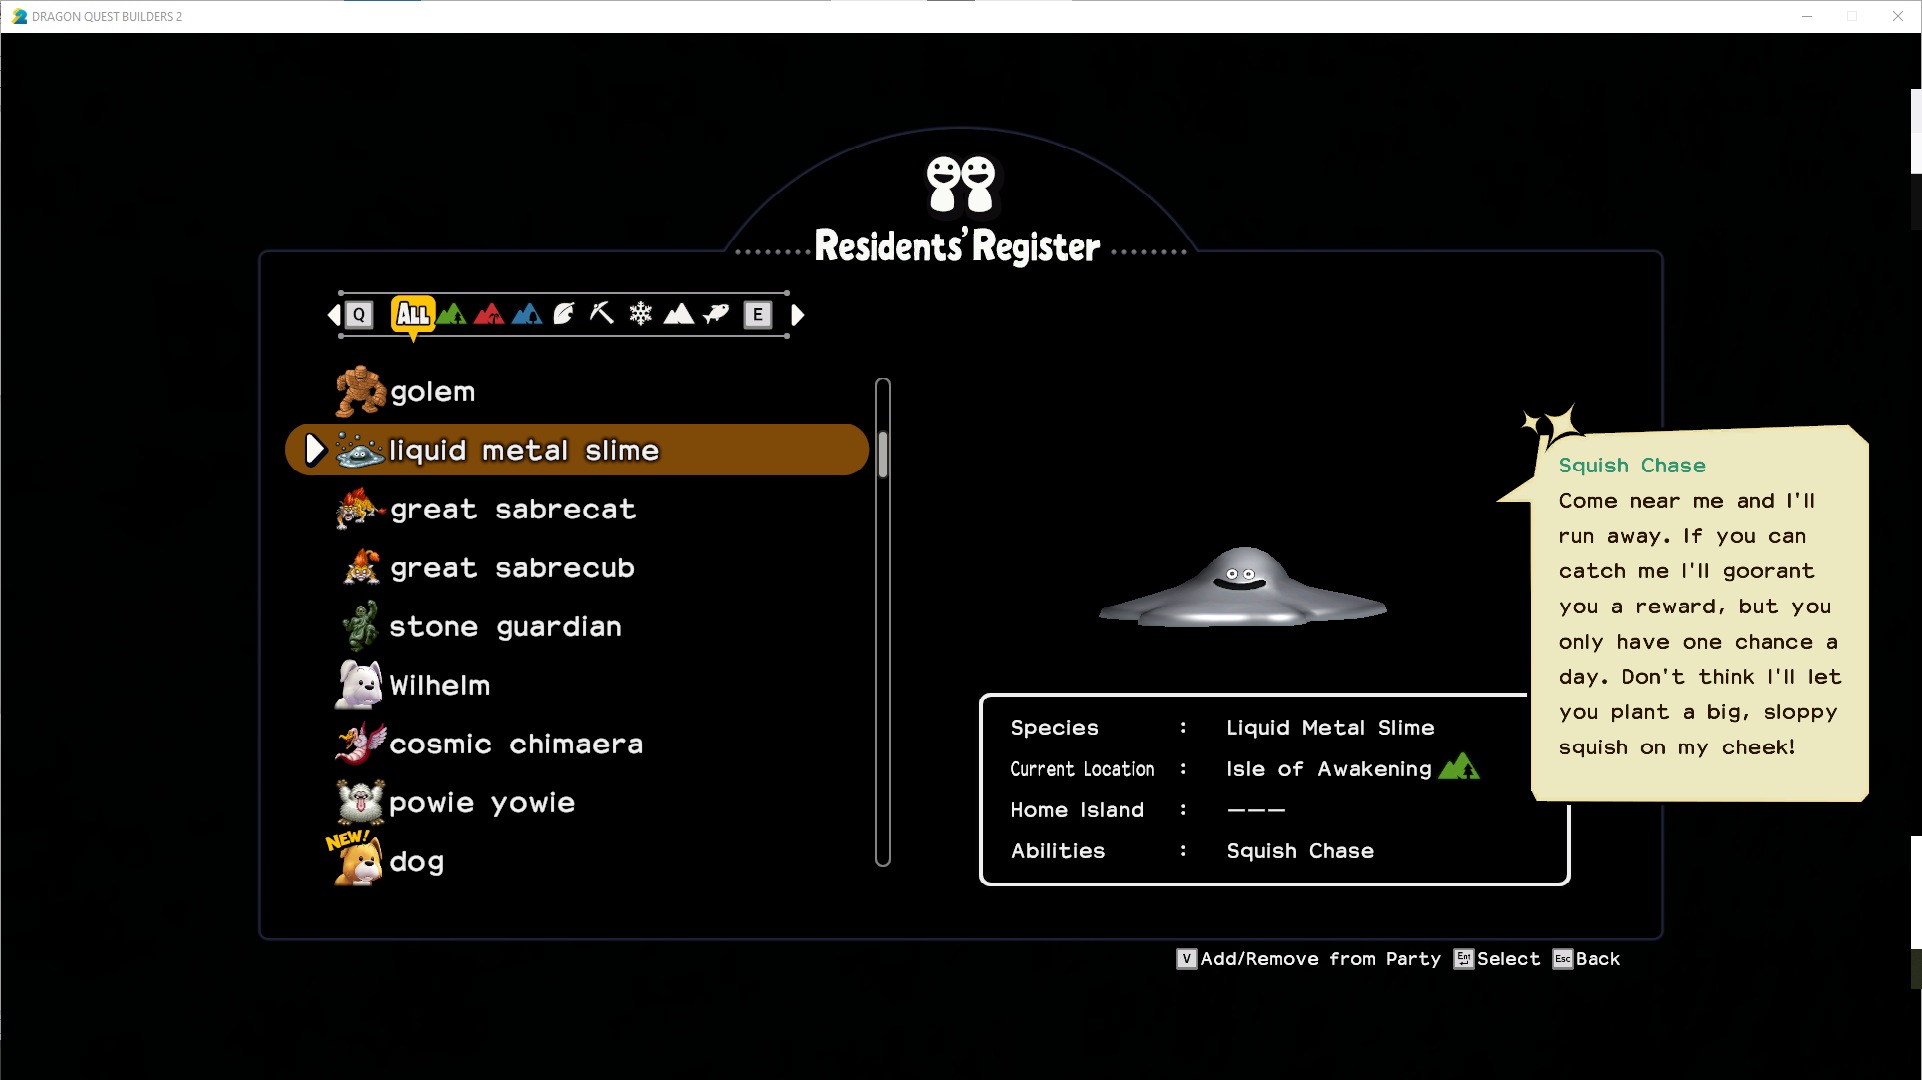 DRAGON QUEST BUILDERS 2
Residents' Register
Q ALL E
golem
liquid metal slime
great sabrecat
great sabrecub
stone guardian
Wilhelm
cosmic chimaera
powie yowie
NEW!
dog
Squish Chase
Come near me and I'll
run away. If you can
catch me I'll goorant
you a reward, but you
only have one chance a
day. Don't think I'll let
you plant a big, sloppy
squish on my cheek!
Species : Liquid Metal Slime
Current Location : Isle of Awakening
Home Island : ———
Abilities : Squish Chase
V Add/Remove from Party Ent Select Esc Back